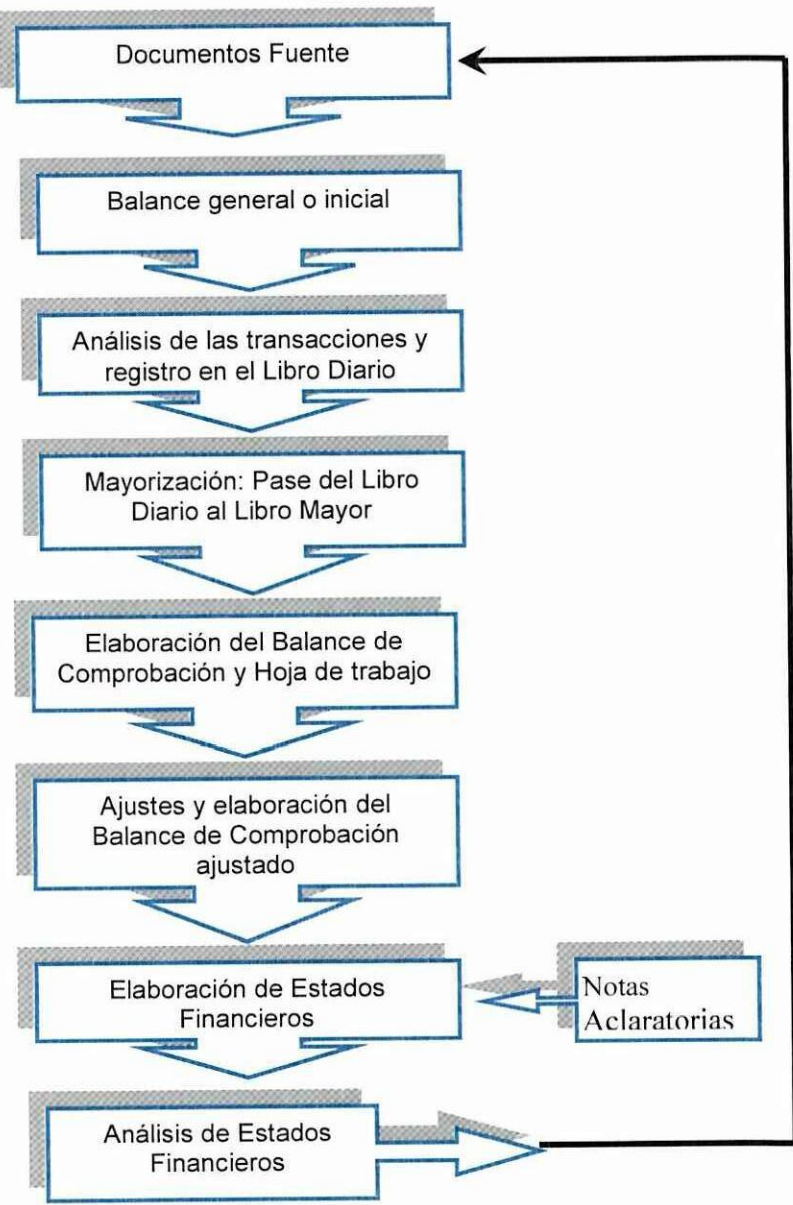 Documentos Fuente
Balance general o inicial
Análisis de las transacciones y
registro en el Libro Diario
Mayorización: Pase del Libro
Diario al Libro Mayor
Elaboración del Balance de
Comprobación y Hoja de trabajo
Ajustes y elaboración del
Balance de Comprobación
ajustado
Elaboración de Estados
Financieros
Notas
Aclaratorias
Análisis de Estados
Financieros